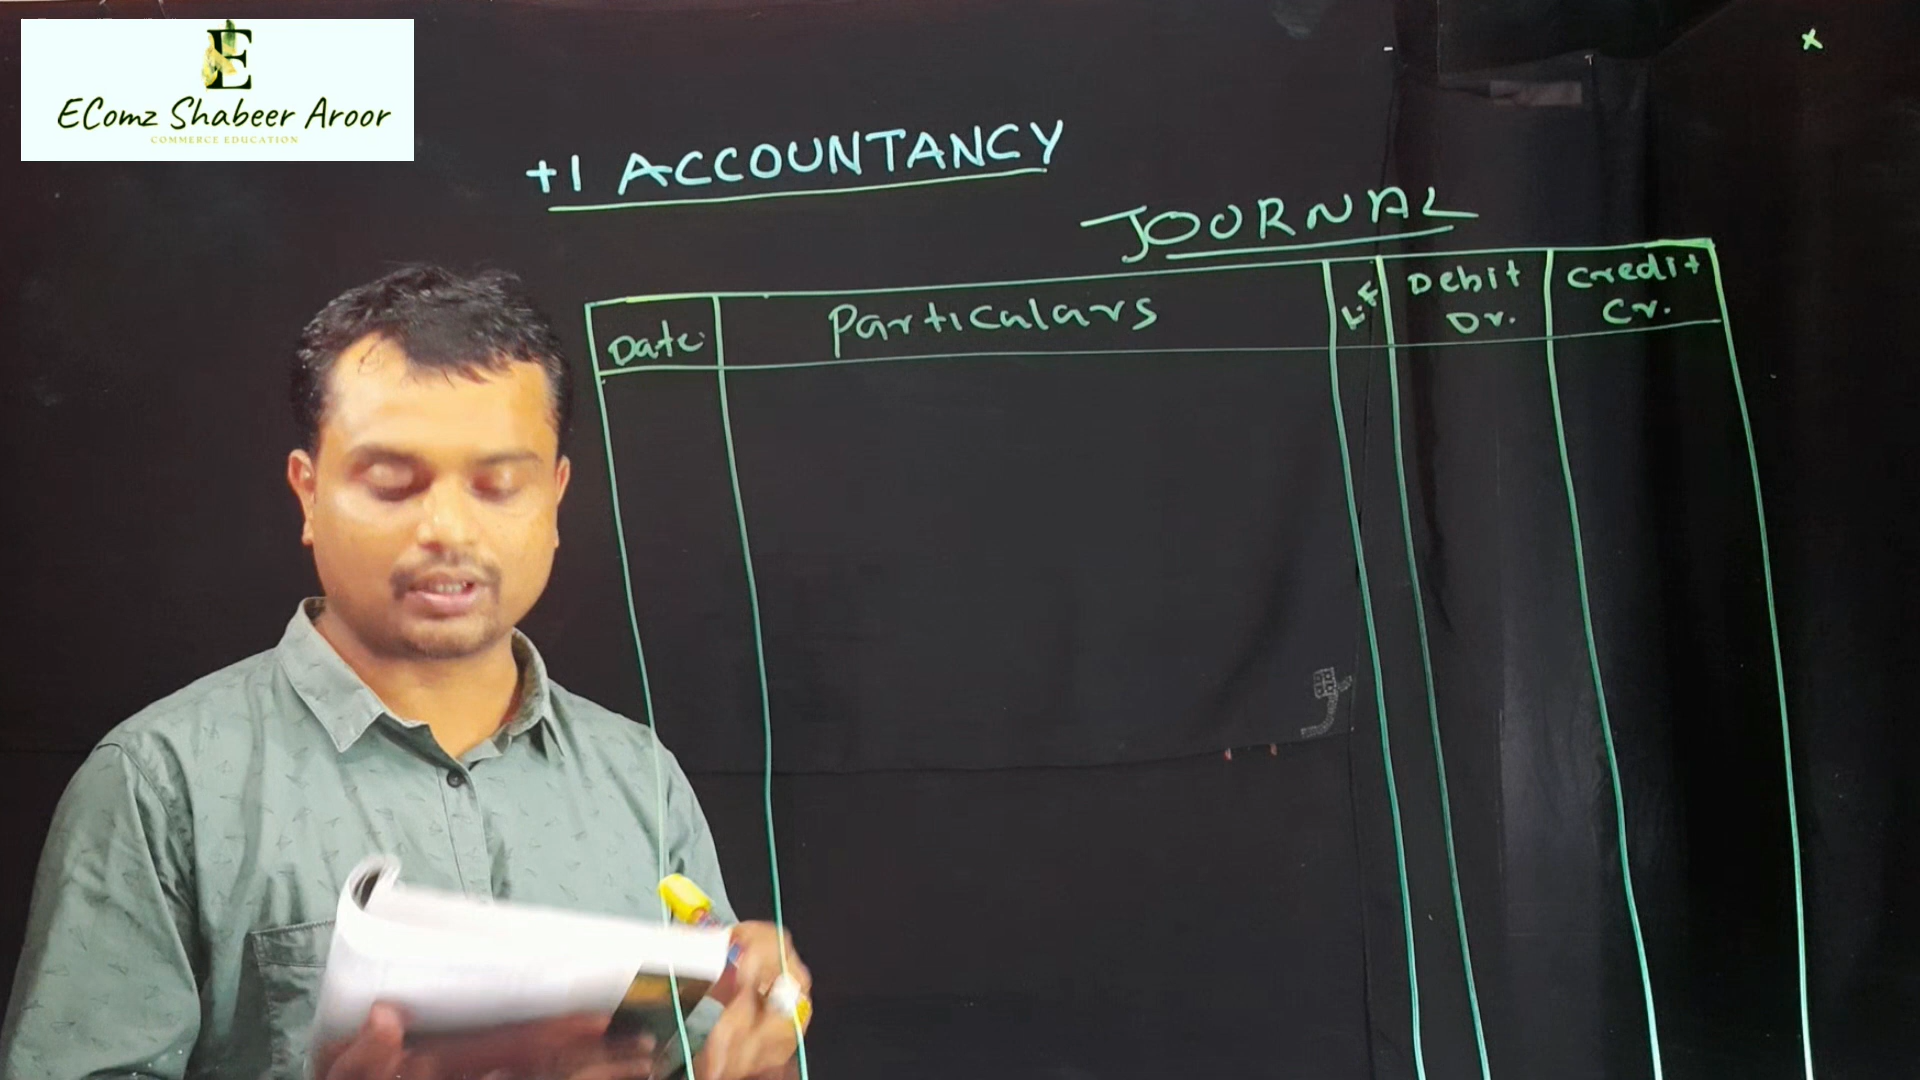 E
EComz Shabeer Aroor
COMMERCE EDUCATION
+1 ACCOUNTANCY
JOURNAL
Date Particulars L.F Debit Dr. Credit Cr.
x